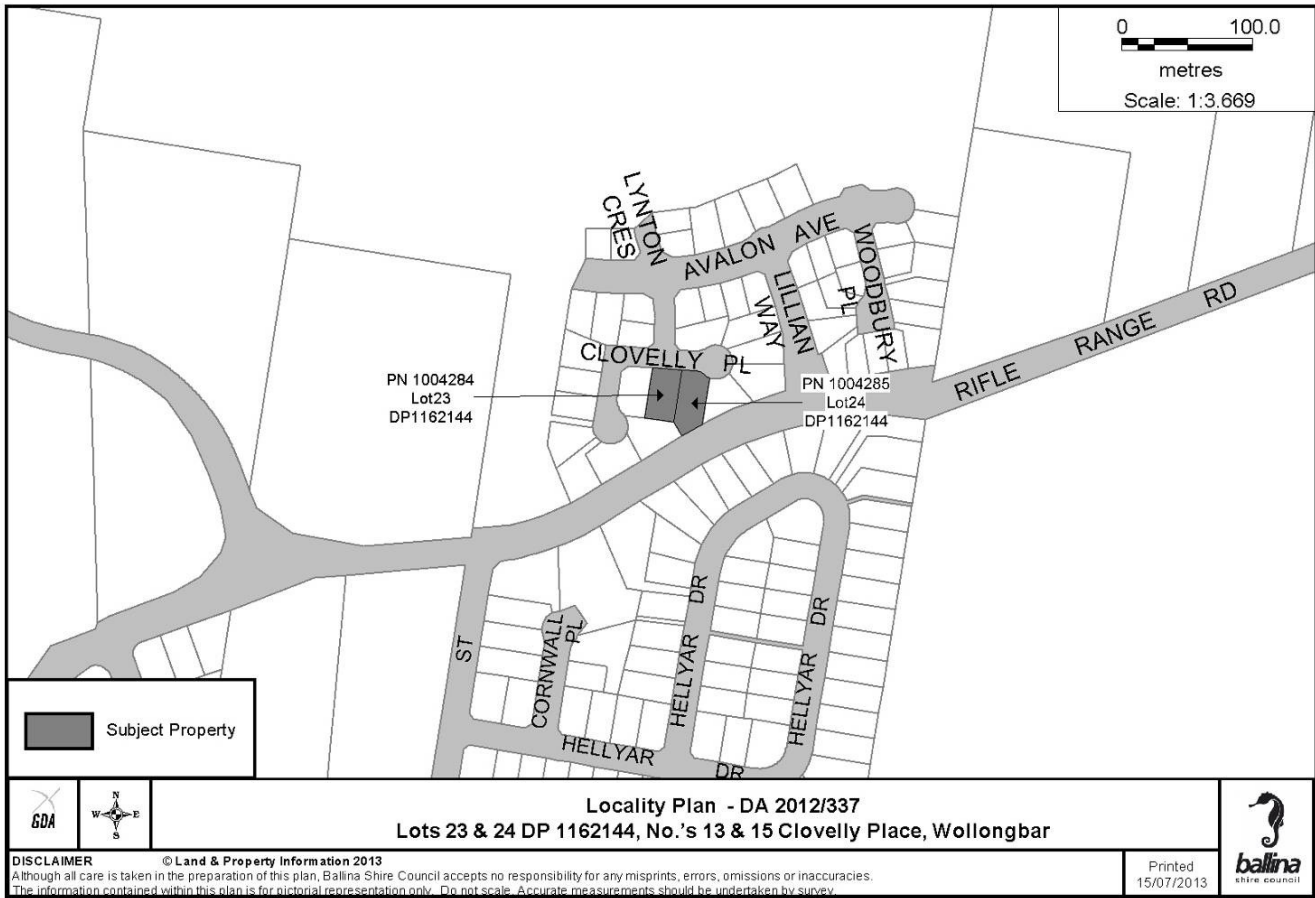 0 100.0
metres
Scale: 1:3.669
LYNTON
CRES
AVALON AVE
WOODBURY
PL
LILLIAN
WAY
CLOVELLY PL
RIFLE RANGE RD
PN 1004284
Lot23
DP1162144
PN 1004285
Lot24
DP1162144
ST
CORNWALL
PL
HELLYAR DR
HELLYAR DR
HELLYAR DR
Subject Property
GDA
N
W E
S
Locality Plan - DA 2012/337
Lots 23 & 24 DP 1162144, No.'s 13 & 15 Clovelly Place, Wollongbar
DISCLAIMER © Land & Property Information 2013
Although all care is taken in the preparation of this plan, Ballina Shire Council accepts no responsibility for any misprints, errors, omissions or inaccuracies.
The information contained within this plan is for pictorial representation only. Do not scale. Accurate measurements should be undertaken by survey.
Printed
15/07/2013
ballina
shire council